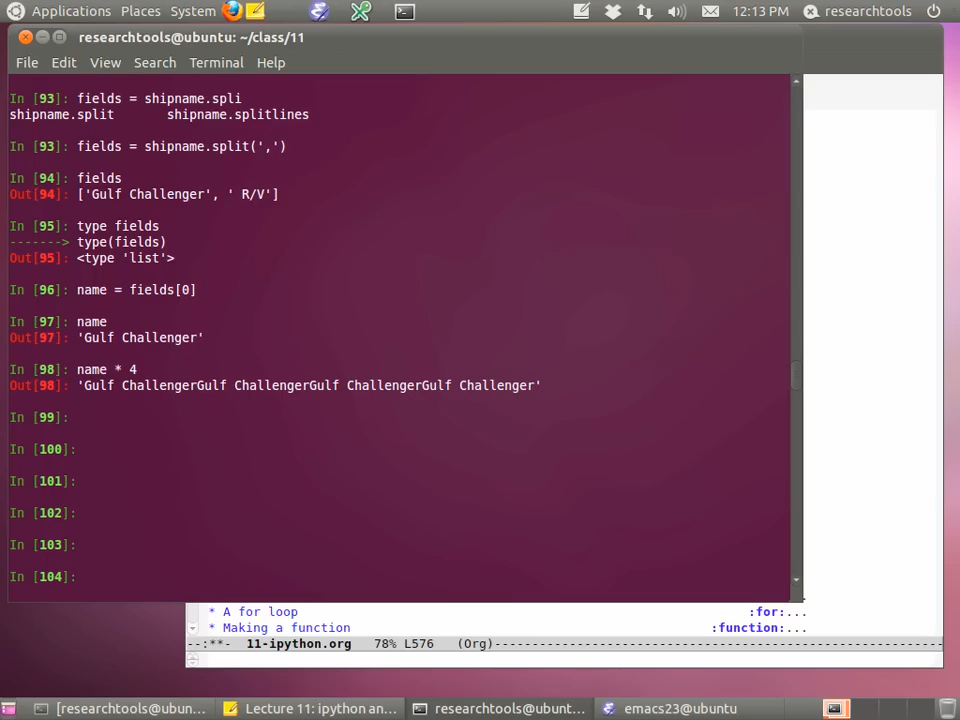 Applications Places System 12:13 PM researchtools
researchtools@ubuntu: ~/class/11
File Edit View Search Terminal Help
In [93]: fields = shipname.spli
shipname.split shipname.splitlines
In [93]: fields = shipname.split(',')
In [94]: fields
Out[94]: ['Gulf Challenger', ' R/V']
In [95]: type fields
-------> type(fields)
Out[95]: <type 'list'>
In [96]: name = fields[0]
In [97]: name
Out[97]: 'Gulf Challenger'
In [98]: name * 4
Out[98]: 'Gulf ChallengerGulf ChallengerGulf ChallengerGulf Challenger'
In [99]:
In [100]:
In [101]:
In [102]:
In [103]:
In [104]:
* A for loop :for:...
* Making a function :function:...
--:**- 11-ipython.org 78% L576 (Org)--------------------------------------------------
[researchtools@ubun... Lecture 11: ipython an... researchtools@ubunt... emacs23@ubuntu